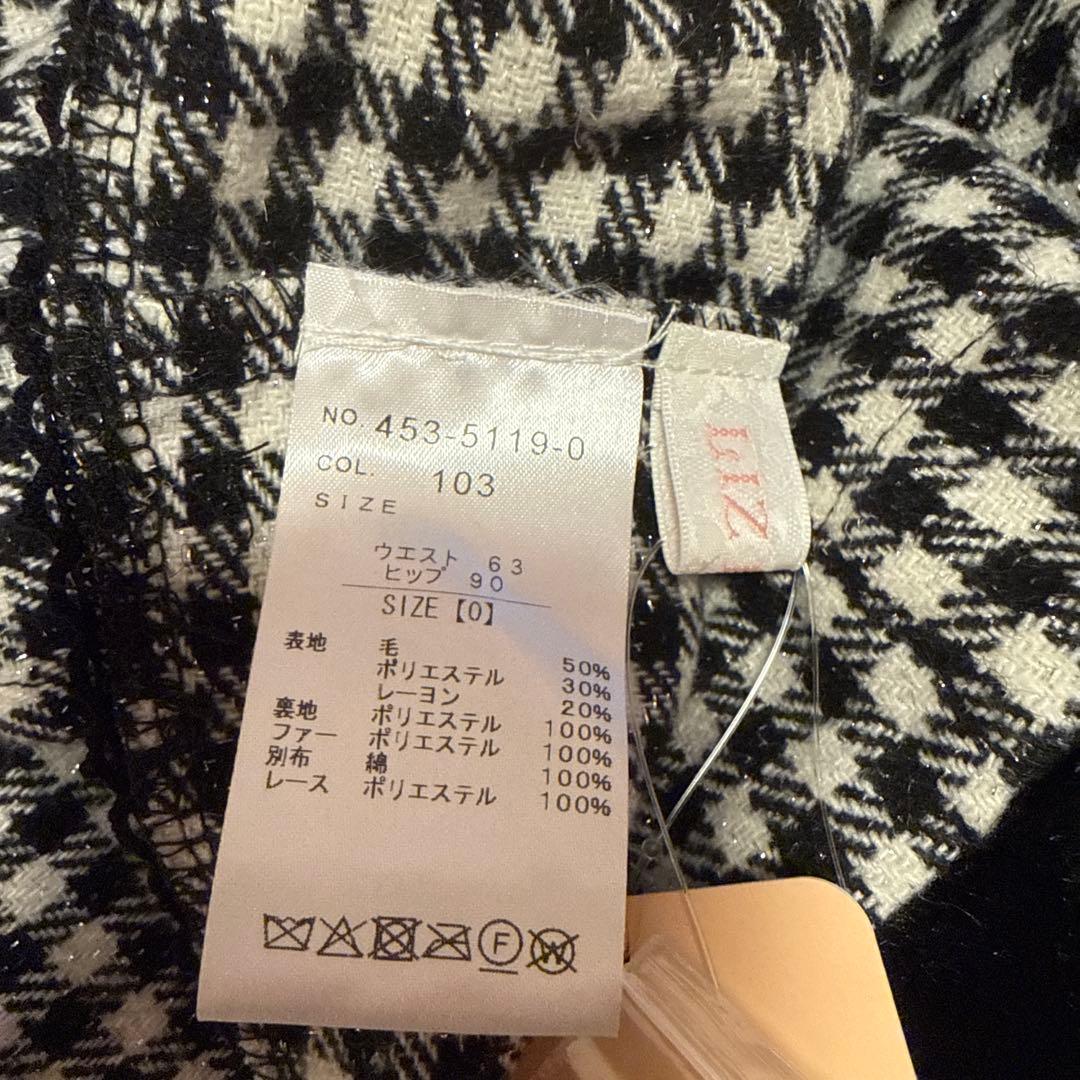 NO. 453-5119-0
COL. 103
SIZE
ウエスト 63
ヒップ 90
SIZE【0】
表地 毛 50%
ポリエステル 30%
レーヨン 20%
裏地 ポリエステル 100%
ファー ポリエステル 100%
別布 綿 100%
レース ポリエステル 100%
F
W
LIZ